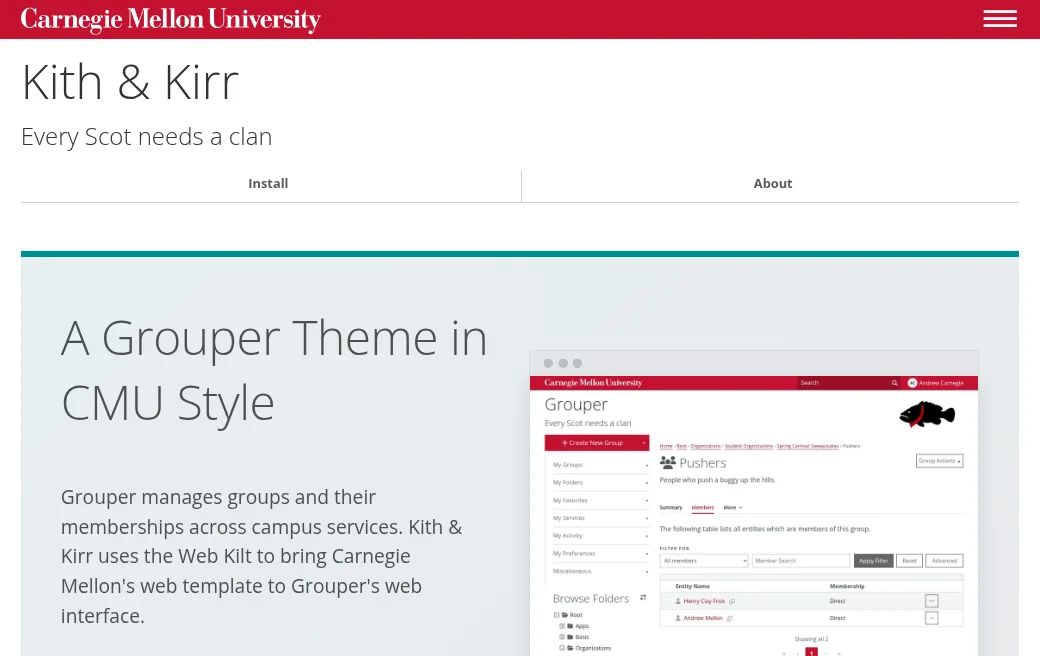 Carnegie Mellon University
Kith & Kirr
Every Scot needs a clan
Install
About
A Grouper Theme in
CMU Style
Grouper manages groups and their
memberships across campus services. Kith &
Kirr uses the Web Kilt to bring Carnegie
Mellon's web template to Grouper's web
interface.
Carnegie Mellon University
Search
Andrew Carnegie
Grouper
Every Scot needs a clan
+ Create New Group
Home › Root › Organizations › Student Organizations › Spring Carnival Sweepstakes › Pushers
My Groups
My Folders
My Favorites
My Services
My Activity
My Preferences
Miscellaneous
Browse Folders
Root
Apps
Basis
Organizations
Pushers
Group Actions
People who push a buggy up the hills.
Summary Members More
The following table lists all entities which are members of this group.
FILTER FOR
All members
Member Search
Apply Filter
Reset
Advanced
Entity Name Membership
Henry Clay Frick Direct
Andrew Mellon Direct
Showing all 2
1